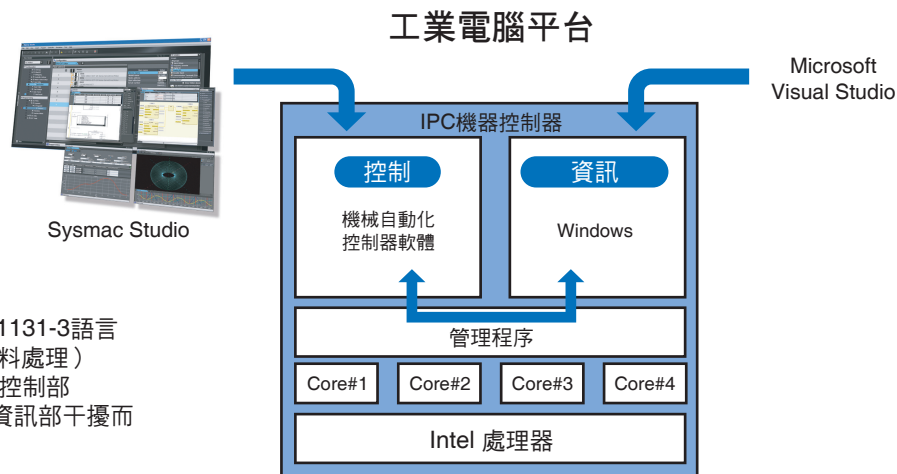 工業電腦平台
Microsoft
Visual Studio
IPC機器控制器
控制
資訊
機械自動化
控制器軟體
Windows
Sysmac Studio
管理程序
1131-3語言
料處理）
控制部
資訊部干擾而
Core#1
Core#2
Core#3
Core#4
Intel 處理器